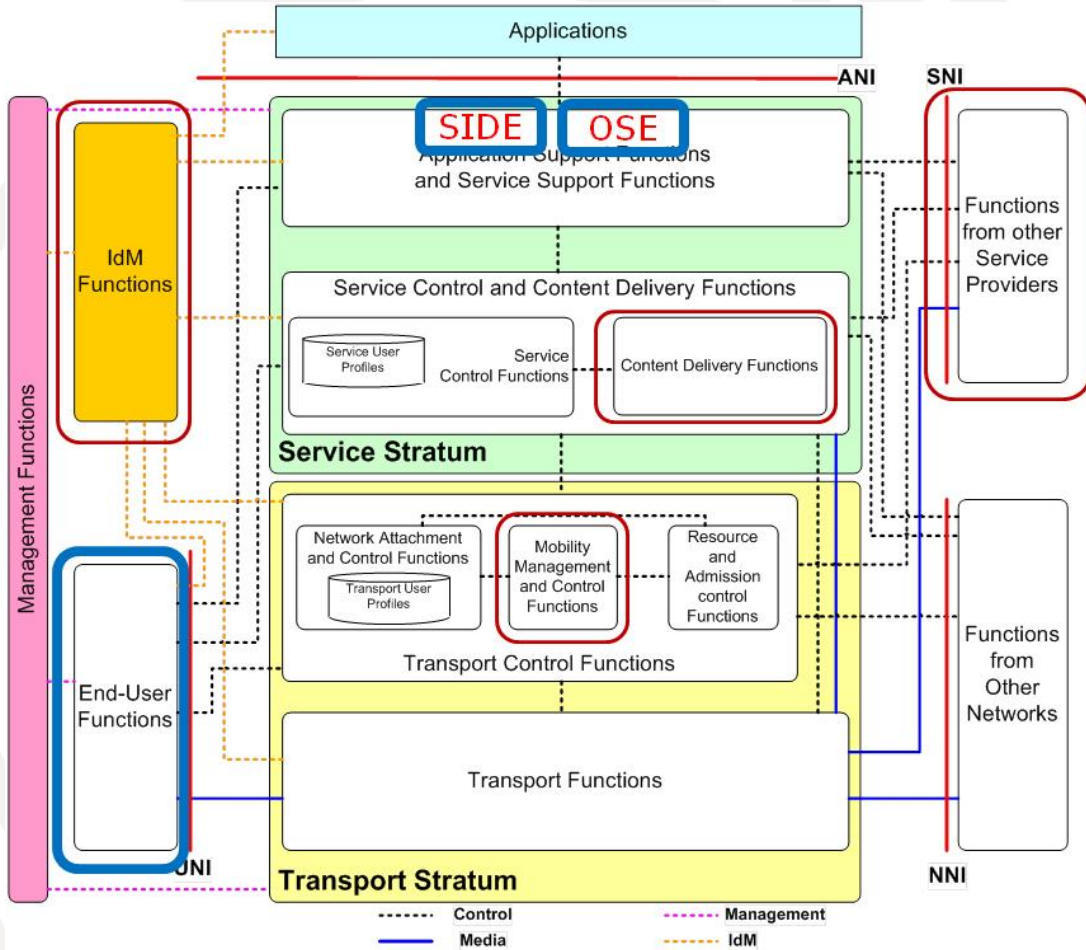 Applications
ANI
SNI
SIDE
OSE
Application Support Functions
and Service Support Functions
IdM
Functions
Functions
from other
Service
Providers
Service Control and Content Delivery Functions
Service User
Profiles
Service
Control Functions
Content Delivery Functions
Service Stratum
Management Functions
Network Attachment
and Control Functions
Transport User
Profiles
Mobility
Management
and Control
Functions
Resource
and
Admission
control
Functions
Transport Control Functions
End-User
Functions
Functions
from
Other
Networks
Transport Functions
UNI
NNI
Transport Stratum
Control
Management
Media
IdM